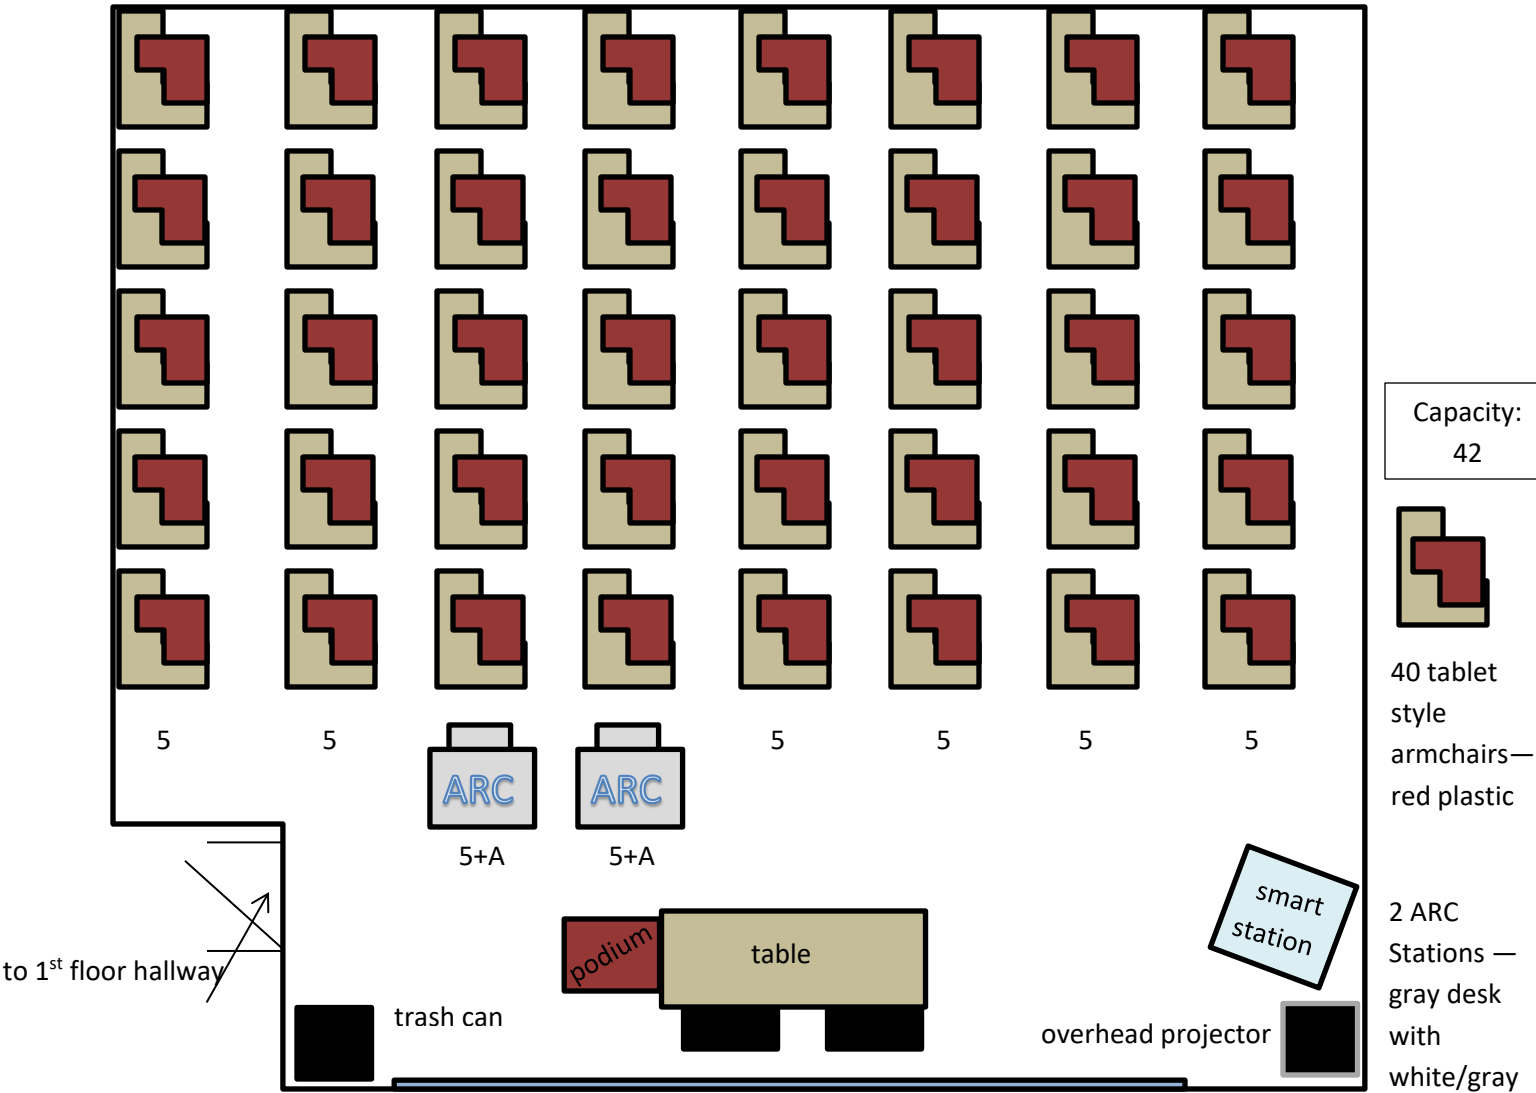 Capacity:
42
40 tablet
style
armchairs—
red plastic
5
5
5
5
5
5
ARC
ARC
5+A
5+A
smart
station
2 ARC
Stations —
gray desk
with
white/gray
podium
table
to 1st floor hallway
trash can
overhead projector